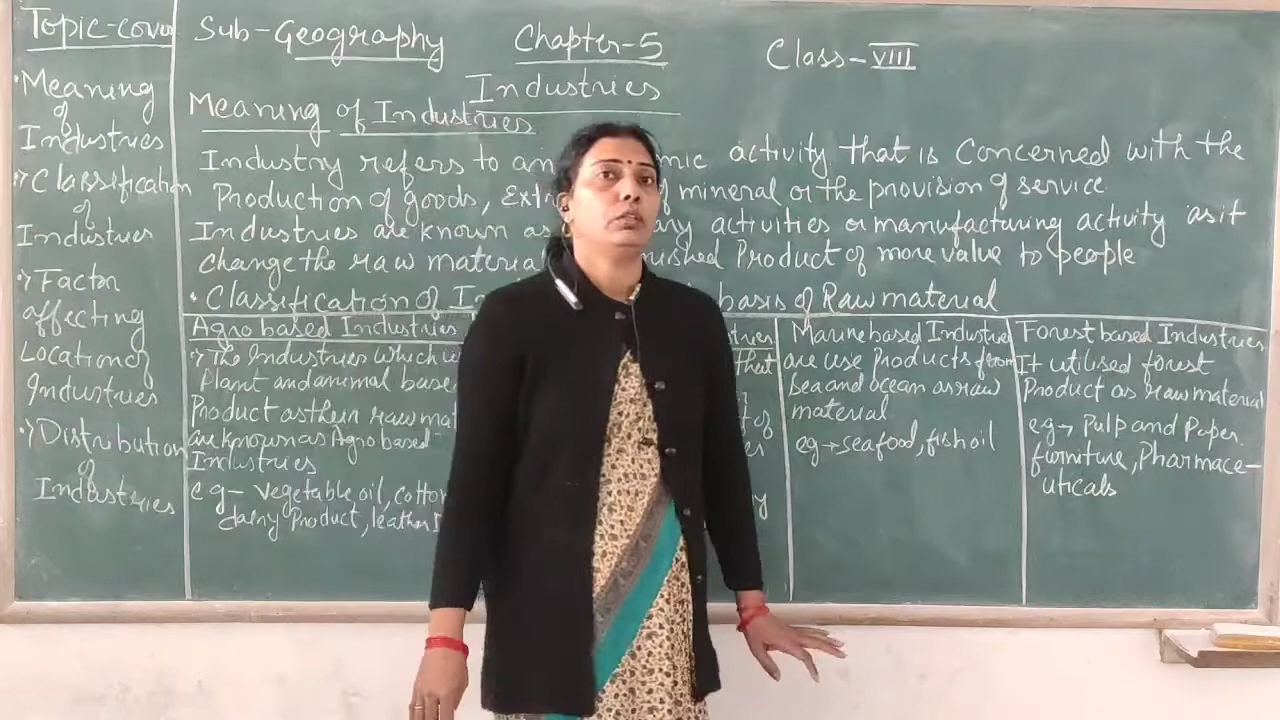 Topic-cover
Sub-Geography Chapter-5 Class-VIII
Industries
• Meaning
of
Industries
Classification
of
Industries
Factor
affecting
Location of
Industries
Distribution
of
Industries
Meaning of Industries
Industry refers to an mic activity that is Concerned with the
Production of goods, Ext of mineral or the provision of service
Industries are known as ary activities or manufacturing activity as it
change the raw material nished Product of more value to people
• Classification of In basis of Raw material
Agro based Industries
The Industries which
Plant and animal base
Product as their raw mat
are known as Agro based
Industries
e g- vegetable oil, cotto
dairy Product, leather
stries
that
of
Marine based Industries
are use Products from
Sea and ocean as raw
material
eg→ seafood, fish oil
Forest based Industries
It utilised forest
Product as raw material
e.g→ Pulp and Paper.
furniture, Pharmace-
uticals